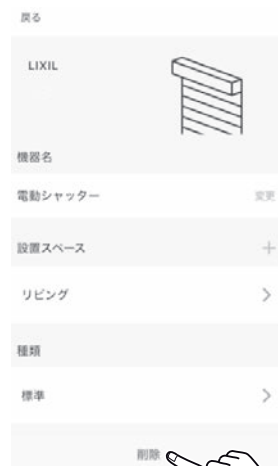 戻る
LIXIL
機器名
電動シャッター 変更
設置スペース +
リビング >
種類
標準 >
削除